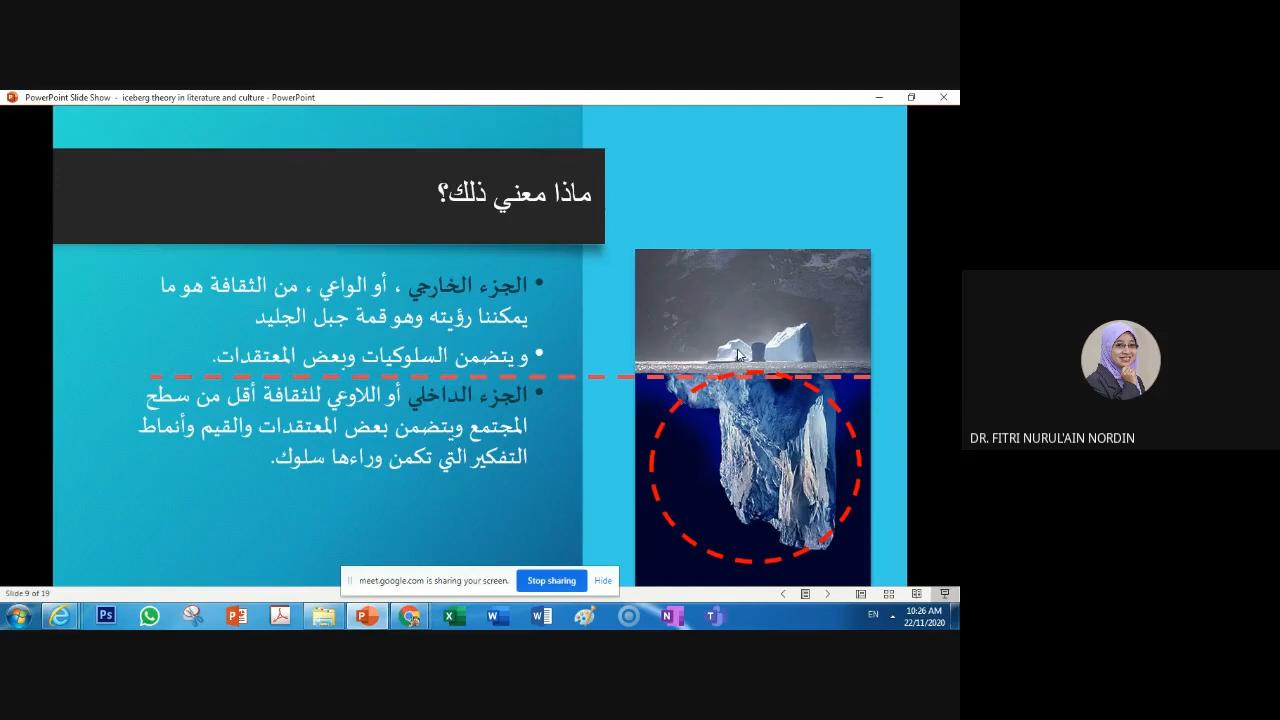 PowerPoint Slide Show - iceberg theory in literature and culture - PowerPoint
ماذا معني ذلك؟
• الجزء الخارجي ، أو الواعي ، من الثقافة هو ما
يمكننا رؤيته وهو قمة جبل الجليد
• و يتضمن السلوكيات وبعض المعتقدات.
• الجزء الداخلي أو اللاوعي للثقافة أقل من سطح
المجتمع ويتضمن بعض المعتقدات والقيم وأنماط
التفكير التي تكمن وراءها سلوك.
DR. FITRI NURUL'AIN NORDIN
meet.google.com is sharing your screen. Stop sharing Hide
Slide 9 of 19
EN 10:26 AM
22/11/2020